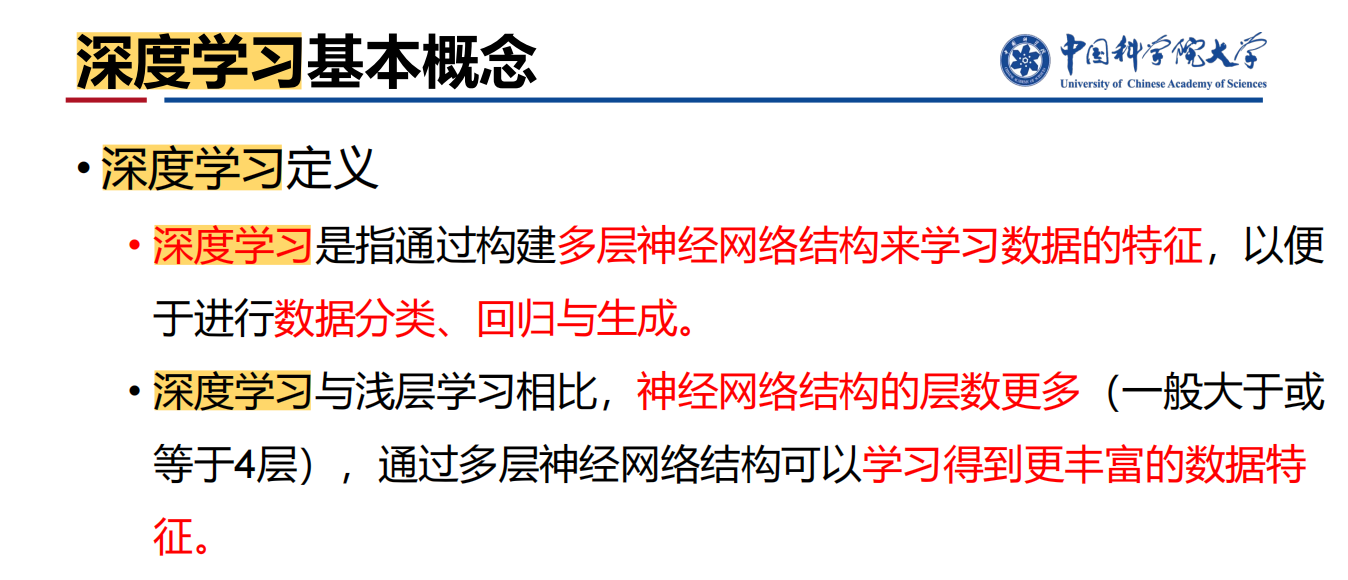 深度学习基本概念
中国科学院大学
University of Chinese Academy of Sciences
• 深度学习定义
• 深度学习是指通过构建多层神经网络结构来学习数据的特征，以便
于进行数据分类、回归与生成。
• 深度学习与浅层学习相比，神经网络结构的层数更多（一般大于或
等于4层），通过多层神经网络结构可以学习得到更丰富的数据特
征。